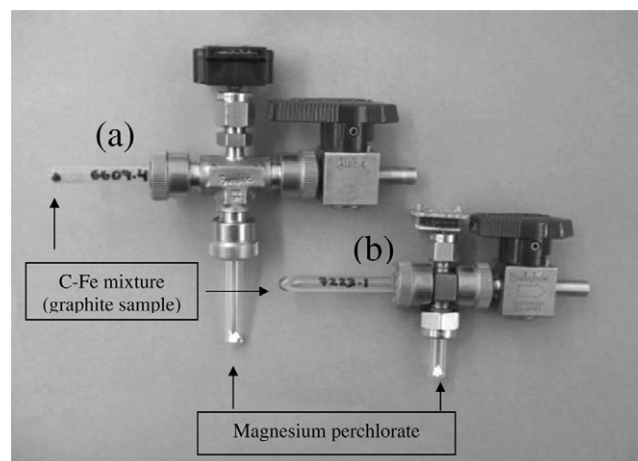 (a)
6609.4
(b)
C-Fe mixture
(graphite sample)
7223.1
Magnesium perchlorate